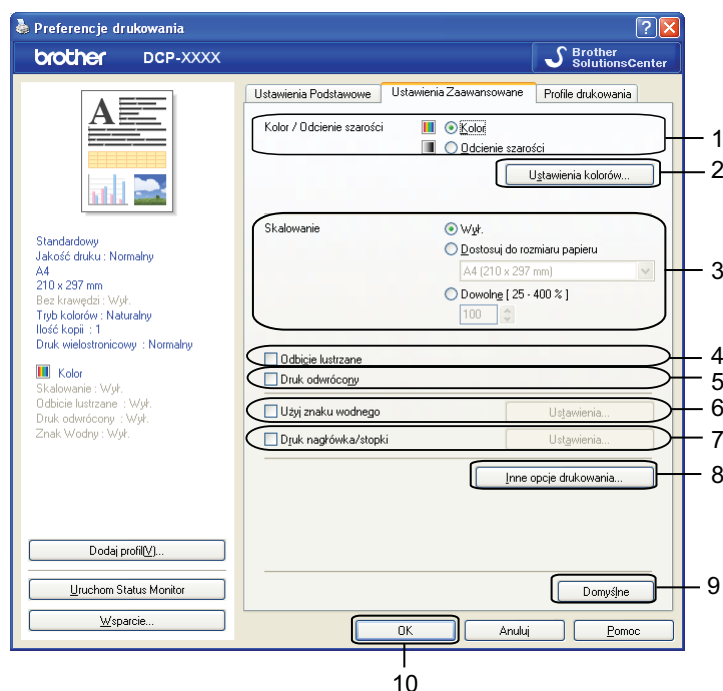 Preferencje drukowania
brother DCP-XXXX
Brother
SolutionsCenter
A
Standardowy
Jakość druku : Normalny
A4
210 x 297 mm
Bez krawędzi : Wył.
Tryb kolorów : Naturalny
Ilość kopii : 1
Druk wielostronicowy : Normalny
Kolor
Skalowanie : Wył.
Odbicie lustrzane : Wył.
Druk odwrócony : Wył.
Znak Wodny : Wył.
Dodaj profil(V)...
Uruchom Status Monitor
Wsparcie...
Ustawienia Podstawowe Ustawienia Zaawansowane Profile drukowania
Kolor / Odcienie szarości Kolor
Odcienie szarości
1
Ustawienia kolorów...
2
Skalowanie Wył.
Dostosuj do rozmiaru papieru
A4 (210 x 297 mm)
Dowolne [ 25 - 400 % ]
100
3
Odbicie lustrzane
4
Druk odwrócony
5
Użyj znaku wodnego Ustawienia...
6
Druk nagłówka/stopki Ustawienia...
7
Inne opcje drukowania...
8
Domyślne
9
OK Anuluj Pomoc
10